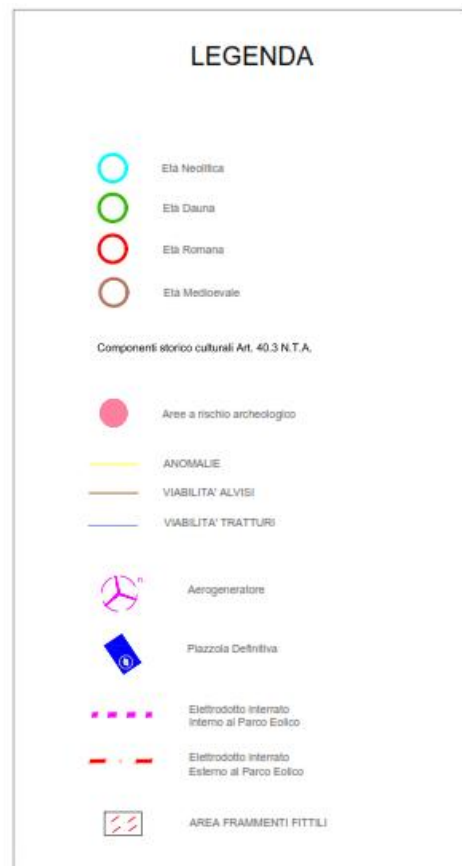 LEGENDA
Età Neolitica
Età Dauna
Età Romana
Età Medioevale
Componenti storico culturali Art. 40.3 N.T.A.
Aree a rischio archeologico
ANOMALIE
VIABILITA' ALVISI
VIABILITA' TRATTURI
n
Aerogeneratore
Piazzola Definitiva
Elettrodotto interrato
Interno al Parco Eolico
Elettrodotto interrato
Esterno al Parco Eolico
AREA FRAMMENTI FITTILI